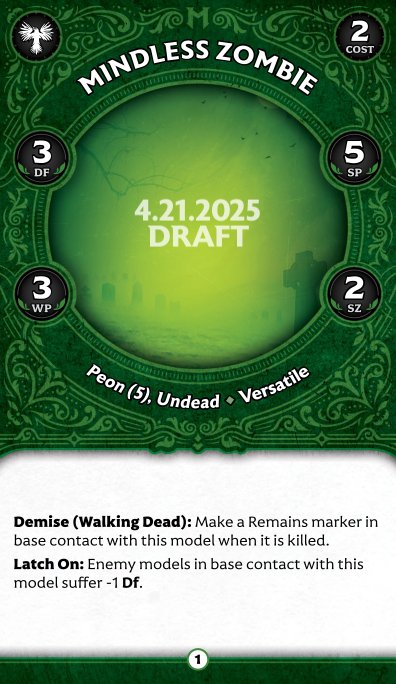 M
2
COST
MINDLESS ZOMBIE
3
DF
5
SP
4.21.2025
DRAFT
3
WP
2
SZ
Peon (5), Undead ◆ Versatile
Demise (Walking Dead): Make a Remains marker in
base contact with this model when it is killed.
Latch On: Enemy models in base contact with this
model suffer -1 Df.
1